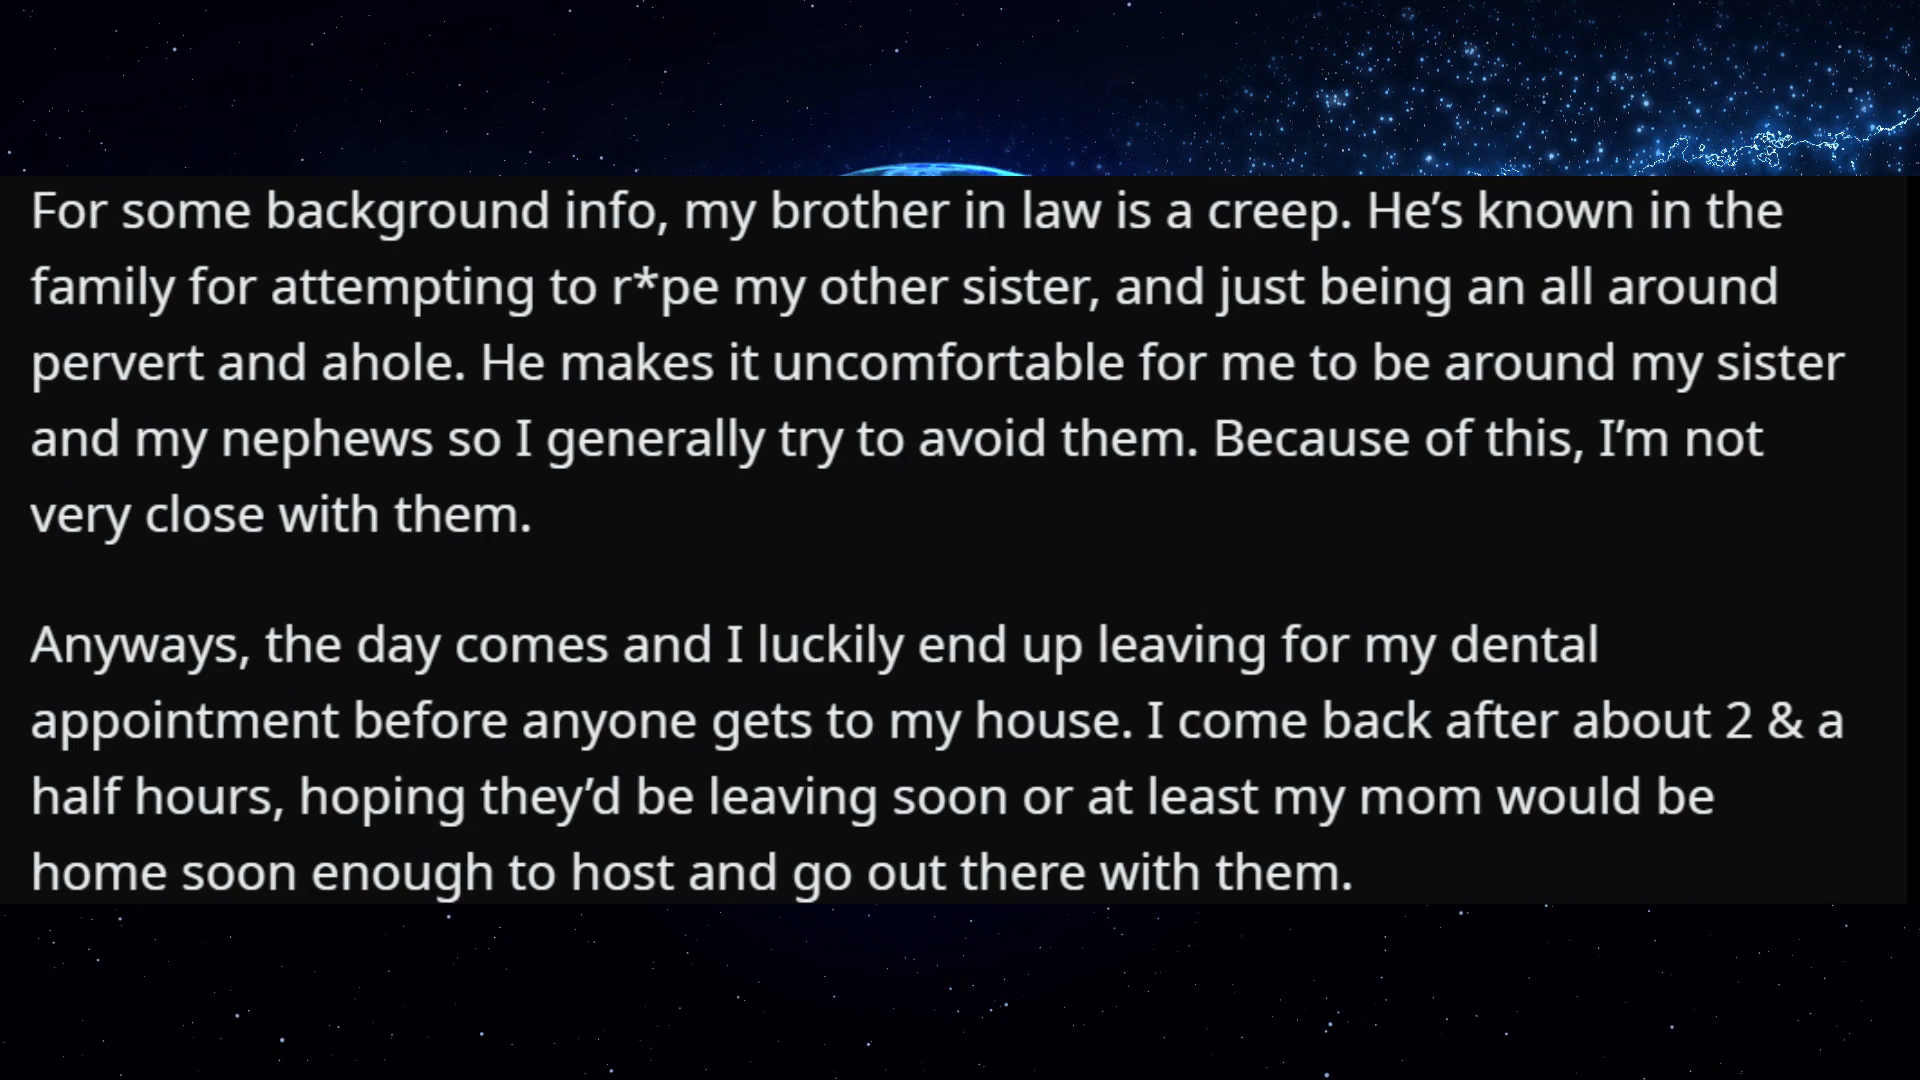 For some background info, my brother in law is a creep. He’s known in the
family for attempting to r*pe my other sister, and just being an all around
pervert and ahole. He makes it uncomfortable for me to be around my sister
and my nephews so I generally try to avoid them. Because of this, I’m not
very close with them.
Anyways, the day comes and I luckily end up leaving for my dental
appointment before anyone gets to my house. I come back after about 2 & a
half hours, hoping they’d be leaving soon or at least my mom would be
home soon enough to host and go out there with them.